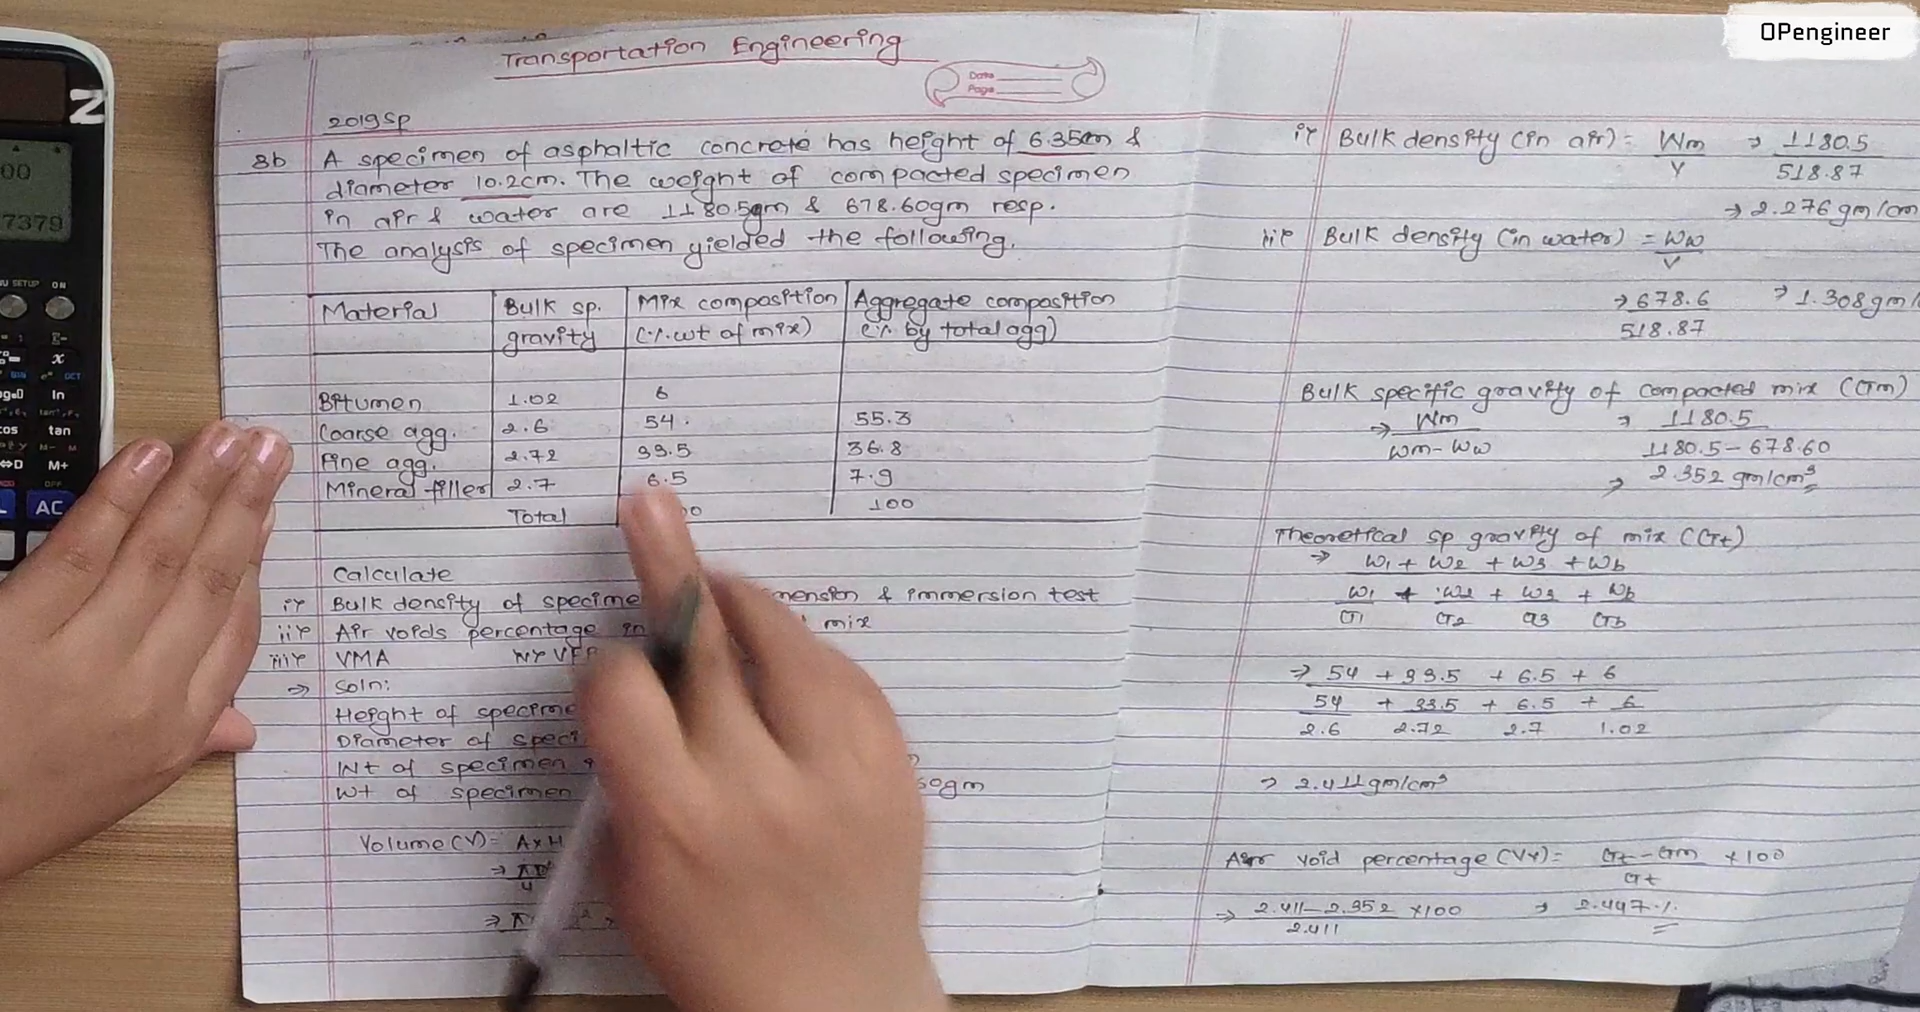 OPengineer
Transportation Engineering
Date
Page
2019 sp
8b A specimen of asphaltic concrete has height of 6.35cm &
diameter 10.2cm. The weight of compacted specimen
in air & water are 1180.5gm & 678.60gm resp.
The analysis of specimen yielded the following.
Material Bulk sp. gravity Mix composition (% wt of mix) Aggregate composition (% by total agg)
Bitumen 1.02 6
Coarse agg. 2.6 54 55.3
Fine agg. 2.72 33.5 36.8
Mineral filler 2.7 6.5 7.9
Total 100
Calculate
i) Bulk density of & immersion test
ii) Air voids percentage in mix
iii) VMA
=> Soln:
Height of
Diameter of
Wt of specimen
Wt of specimen gm
Volume (V) = A x H
i) Bulk density (in air) = Wm / V => 1180.5 / 518.87
=> 2.276 gm/cm
ii) Bulk density (in water) = Ww / V
=> 678.6 / 518.87 => 1.308 gm/
Bulk specific gravity of compacted mix (Gm)
=> Wm / Wm - Ww => 1180.5 / 1180.5 - 678.60
=> 2.352 gm/cm³
Theoretical sp gravity of mix (Gt)
=> W1 + W2 + W3 + Wb
W1/G1 + W2/G2 + W3/G3 + Wb/Gb
=> 54 + 33.5 + 6.5 + 6
54/2.6 + 33.5/2.72 + 6.5/2.7 + 6/1.02
=> 2.411 gm/cm³
Air void percentage (Vv) = Gt - Gm / Gt x 100
=> 2.411 - 2.352 / 2.411 x 100 => 2.447 %
ON
x
ln
tan
M+
AC